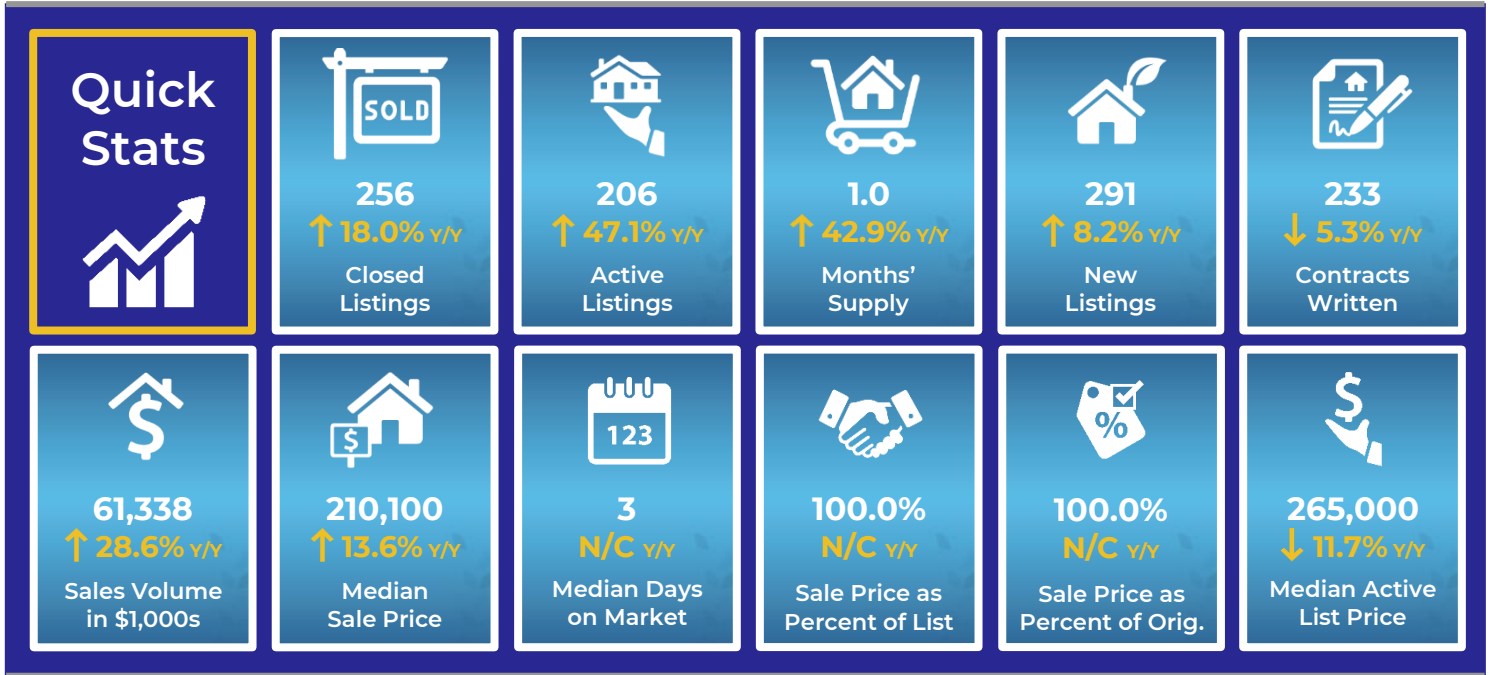 Quick
Stats
SOLD
256
↑ 18.0% Y/Y
Closed
Listings
206
↑ 47.1% Y/Y
Active
Listings
1.0
↑ 42.9% Y/Y
Months’
Supply
291
↑ 8.2% Y/Y
New
Listings
233
↓ 5.3% Y/Y
Contracts
Written
$
61,338
↑ 28.6% Y/Y
Sales Volume
in $1,000s
$
210,100
↑ 13.6% Y/Y
Median
Sale Price
123
3
N/C Y/Y
Median Days
on Market
100.0%
N/C Y/Y
Sale Price as
Percent of List
%
100.0%
N/C Y/Y
Sale Price as
Percent of Orig.
$
265,000
↓ 11.7% Y/Y
Median Active
List Price